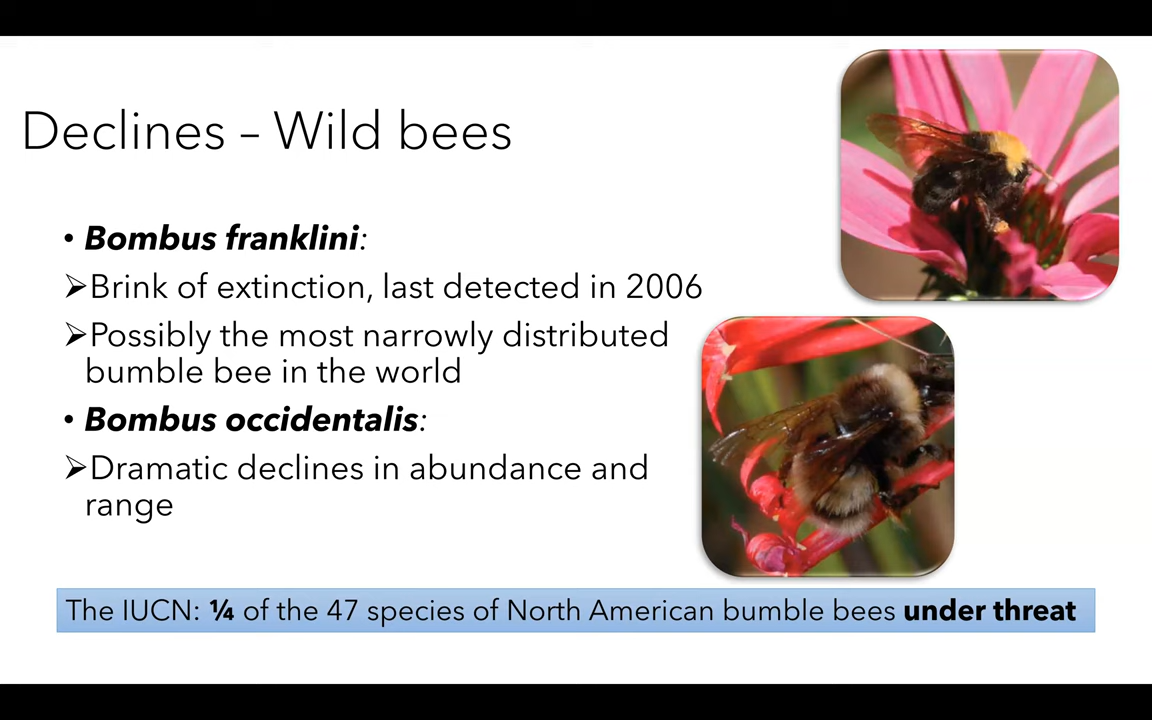 Declines – Wild bees
• Bombus franklini:
➢Brink of extinction, last detected in 2006
➢Possibly the most narrowly distributed
bumble bee in the world
• Bombus occidentalis:
➢Dramatic declines in abundance and
range
The IUCN: ¼ of the 47 species of North American bumble bees under threat